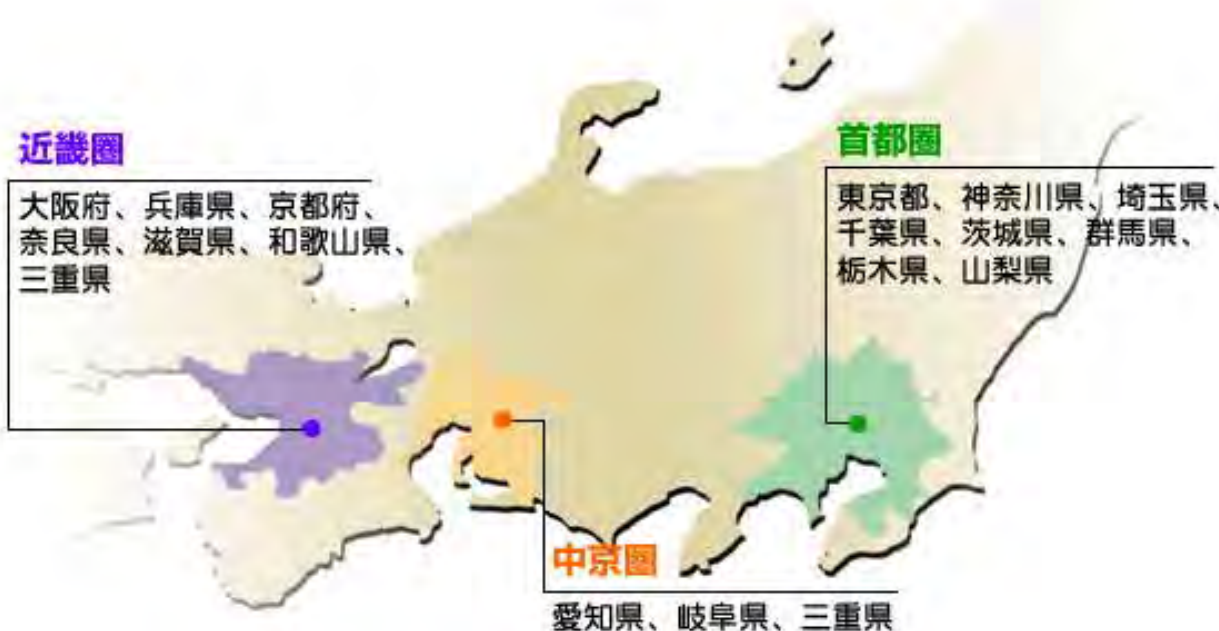 近畿圏
大阪府、兵庫県、京都府、
奈良県、滋賀県、和歌山県、
三重県
首都圏
東京都、神奈川県、埼玉県、
千葉県、茨城県、群馬県、
栃木県、山梨県
中京圏
愛知県、岐阜県、三重県